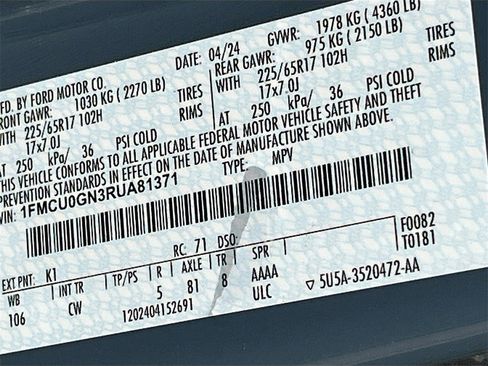 FD. BY FORD MOTOR CO.
DATE: 04/24 GVWR: 1978 KG ( 4360 LB)
RONT GAWR: 1030 KG ( 2270 LB)
REAR GAWR: 975 KG ( 2150 LB)
WITH 225/65R17 102H TIRES
WITH 225/65R17 102H TIRES
17x7.0J RIMS
17x7.0J RIMS
AT 250 kPa/ 36 PSI COLD
AT 250 kPa/ 36 PSI COLD
THIS VEHICLE CONFORMS TO ALL APPLICABLE FEDERAL MOTOR VEHICLE SAFETY AND THEFT
PREVENTION STANDARDS IN EFFECT ON THE DATE OF MANUFACTURE SHOWN ABOVE.
VIN: 1FMCU0GN3RUA81371 TYPE: MPV
F0082
T0181
EXT PNT: K1 RC: 71 DSO:
WB INT TR TP/PS R AXLE TR SPR
106 CW 5 81 8 AAAA
ULC
1202404152691
▽ 5U5A-3520472-AA